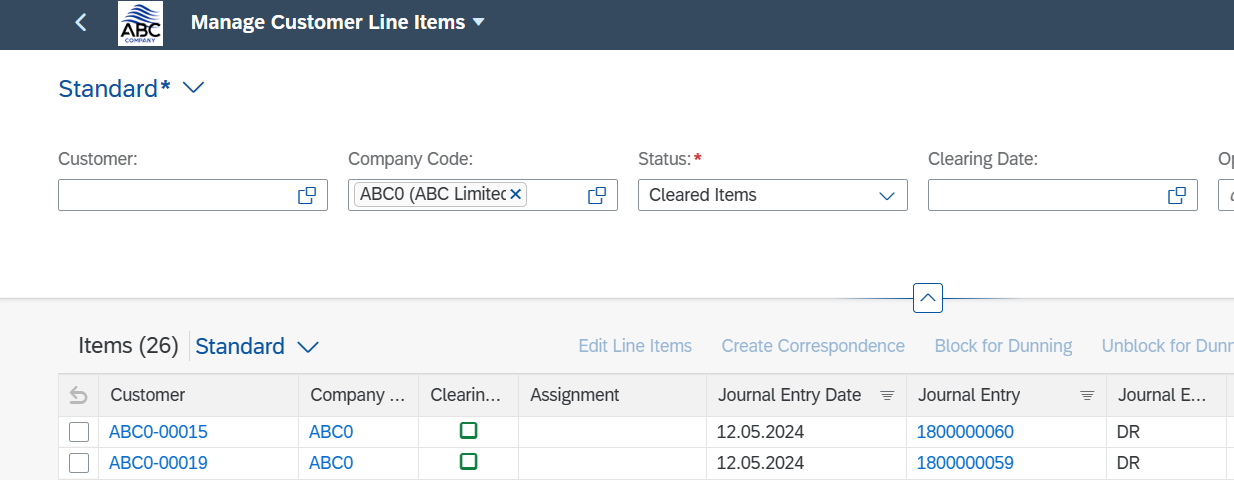 ABC
COMPANY
Manage Customer Line Items
Standard*
Customer: Company Code: Status:* Clearing Date:
ABC0 (ABC Limited Cleared Items
Items (26) Standard Edit Line Items Create Correspondence Block for Dunning Unblock for Dunn
Customer Company ... Clearin... Assignment Journal Entry Date Journal Entry Journal E...
ABC0-00015 ABC0 12.05.2024 1800000060 DR
ABC0-00019 ABC0 12.05.2024 1800000059 DR